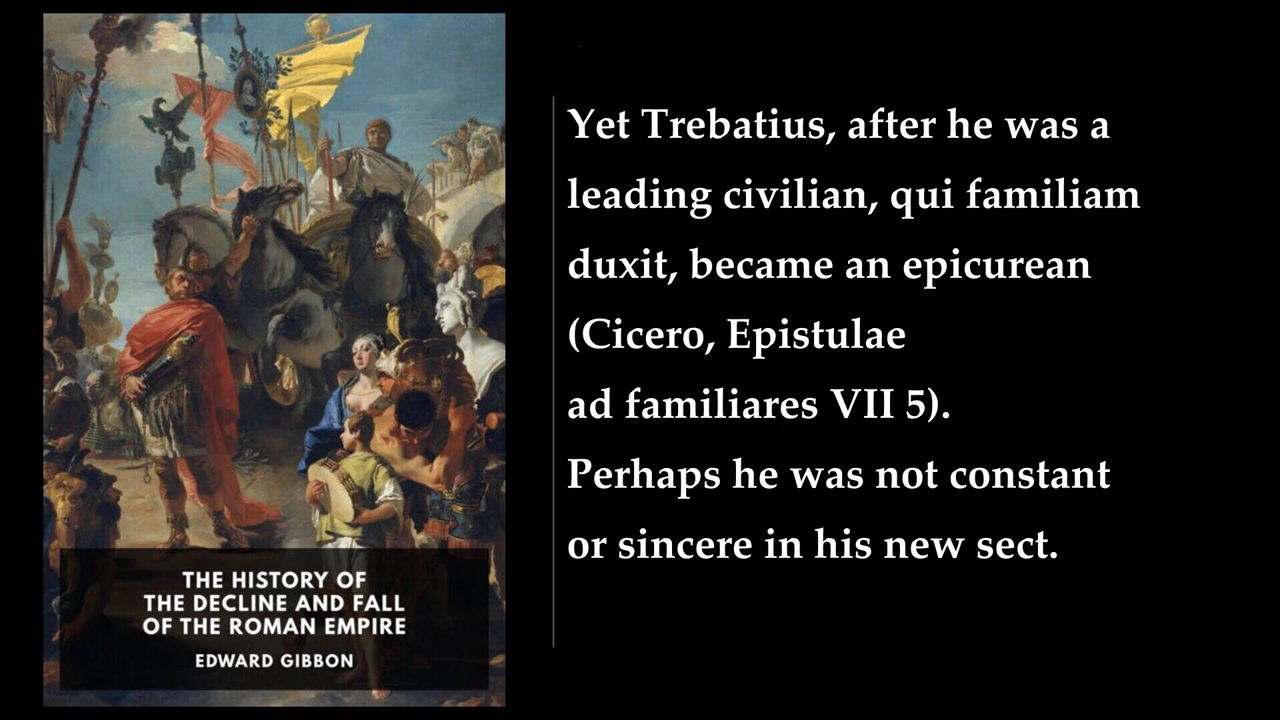 THE HISTORY OF
THE DECLINE AND FALL
OF THE ROMAN EMPIRE
EDWARD GIBBON
Yet Trebatius, after he was a
leading civilian, qui familiam
duxit, became an epicurean
(Cicero, Epistulae
ad familiares VII 5).
Perhaps he was not constant
or sincere in his new sect.